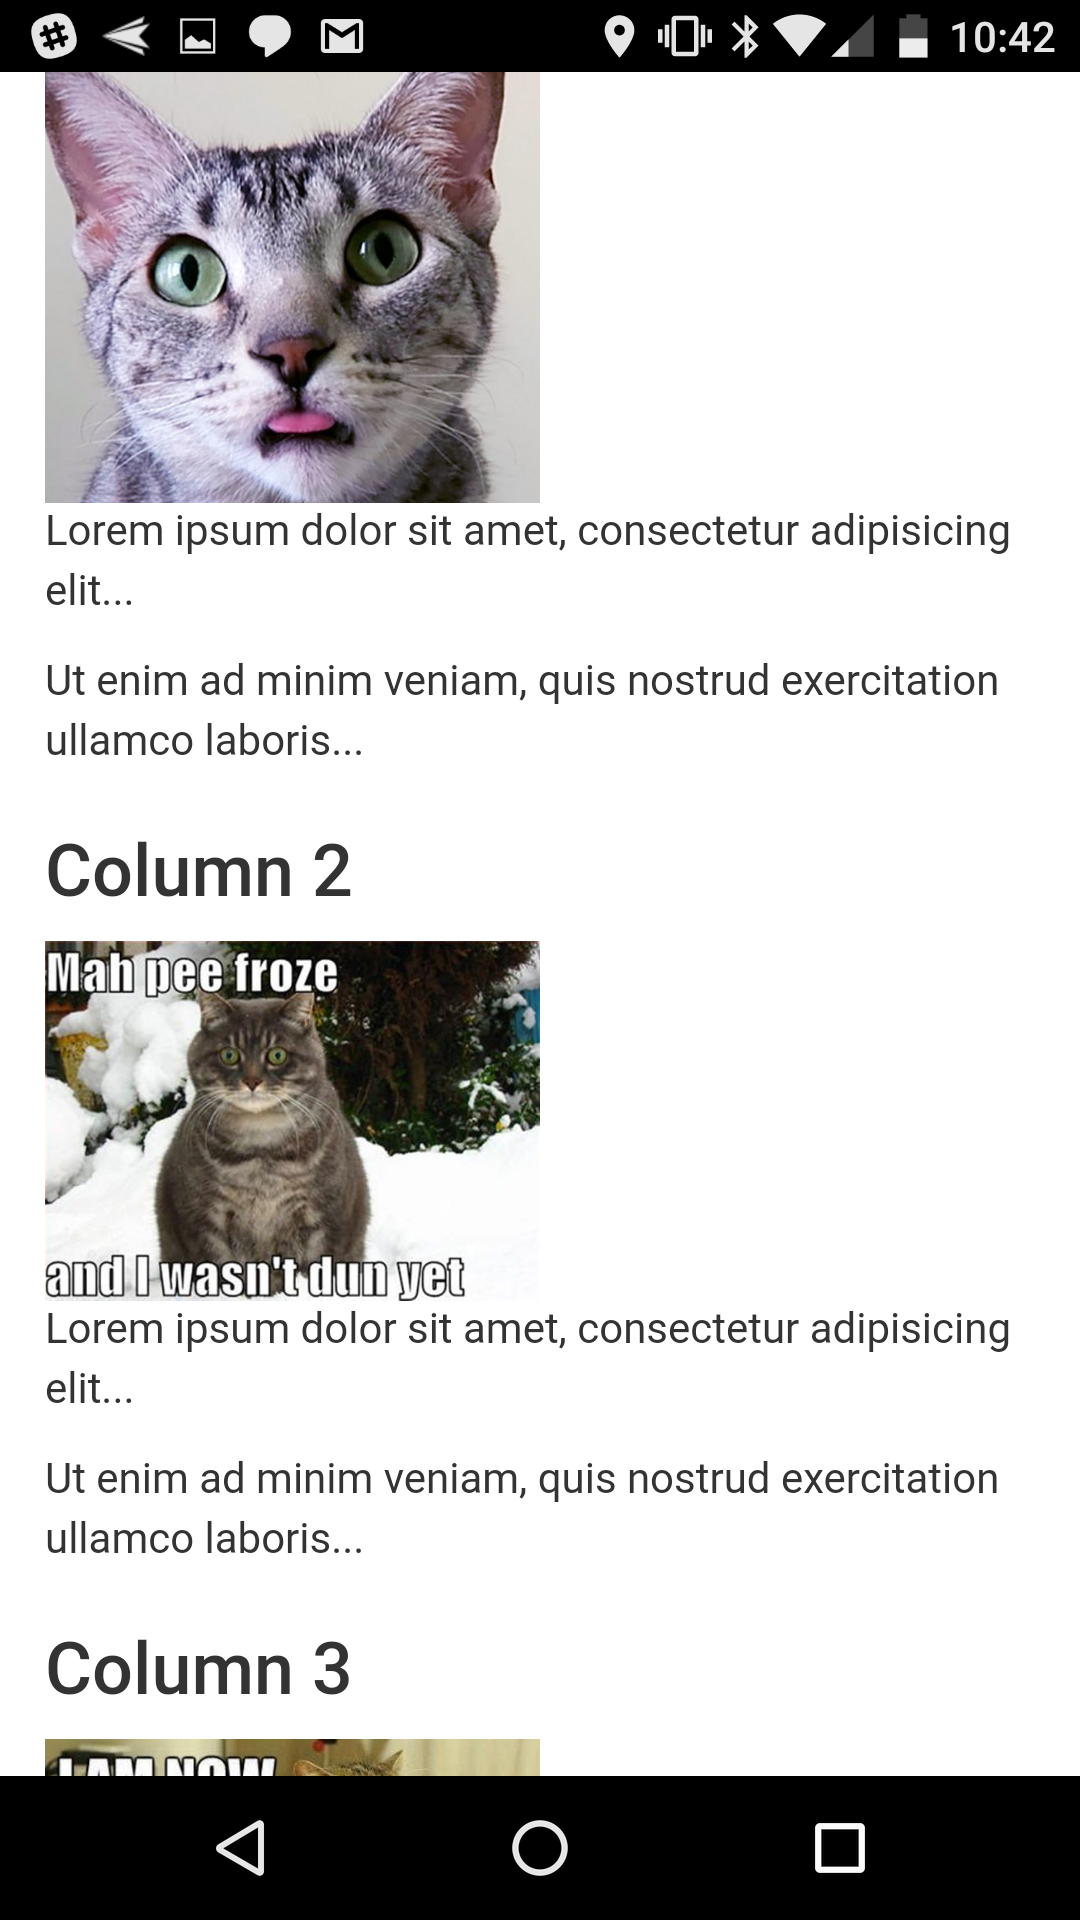 10:42
Lorem ipsum dolor sit amet, consectetur adipisicing
elit...
Ut enim ad minim veniam, quis nostrud exercitation
ullamco laboris...
Column 2
Mah pee froze
and I wasn't dun yet
Lorem ipsum dolor sit amet, consectetur adipisicing
elit...
Ut enim ad minim veniam, quis nostrud exercitation
ullamco laboris...
Column 3
I AM NOW